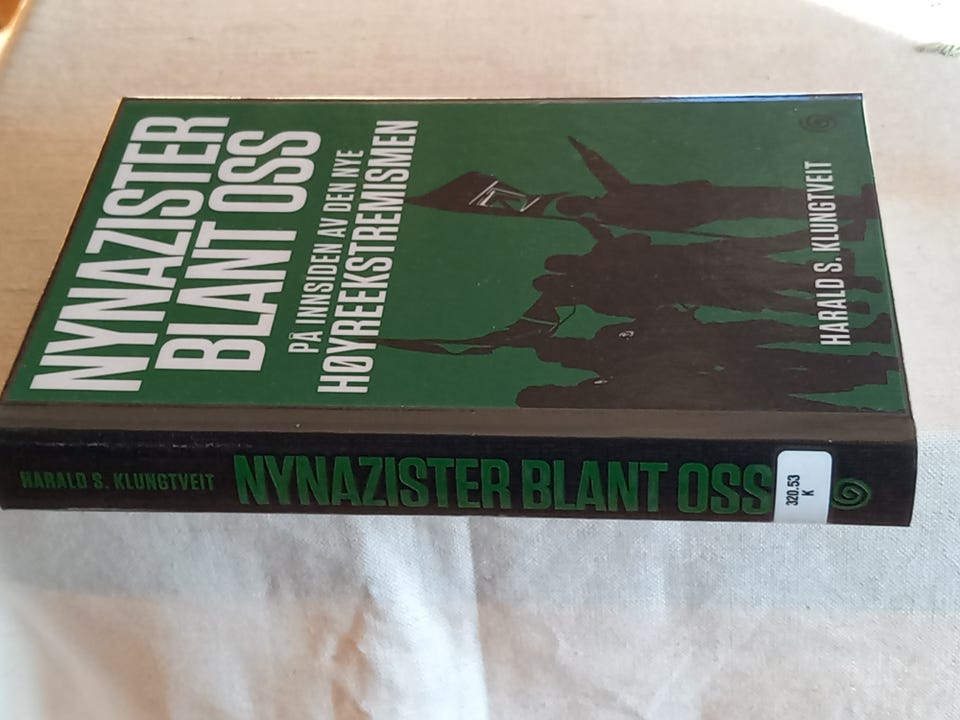 NYNAZISTER
BLANT OSS
PÅ INNSIDEN AV DEN NYE
HØYREEKSTREMISMEN
HARALD S. KLUNGTVEIT
HARALD S. KLUNGTVEIT
NYNAZISTER BLANT OSS
320.53
K